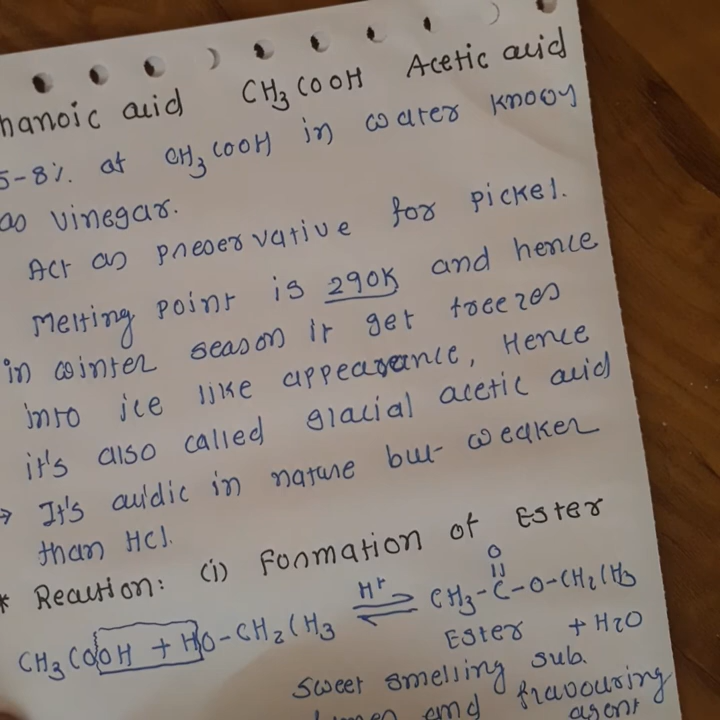 hanoic acid CH3COOH Acetic acid
5-8%. at CH3COOH in water knowy
as vinegar.
Act as preservative for pickel.
Melting point is 290K and hence
in winter season it get freezes
into ice like appearance, Hence
it's also called glacial acetic acid
→ It's acidic in nature but weaker
than HCl.
* Reaction: (i) Formation of Ester
CH3COOH + HO-CH2CH3 ⇌ H+ CH3-C(=O)-O-CH2CH3
Ester + H2O
Sweet smelling sub.
and flavouring
agent